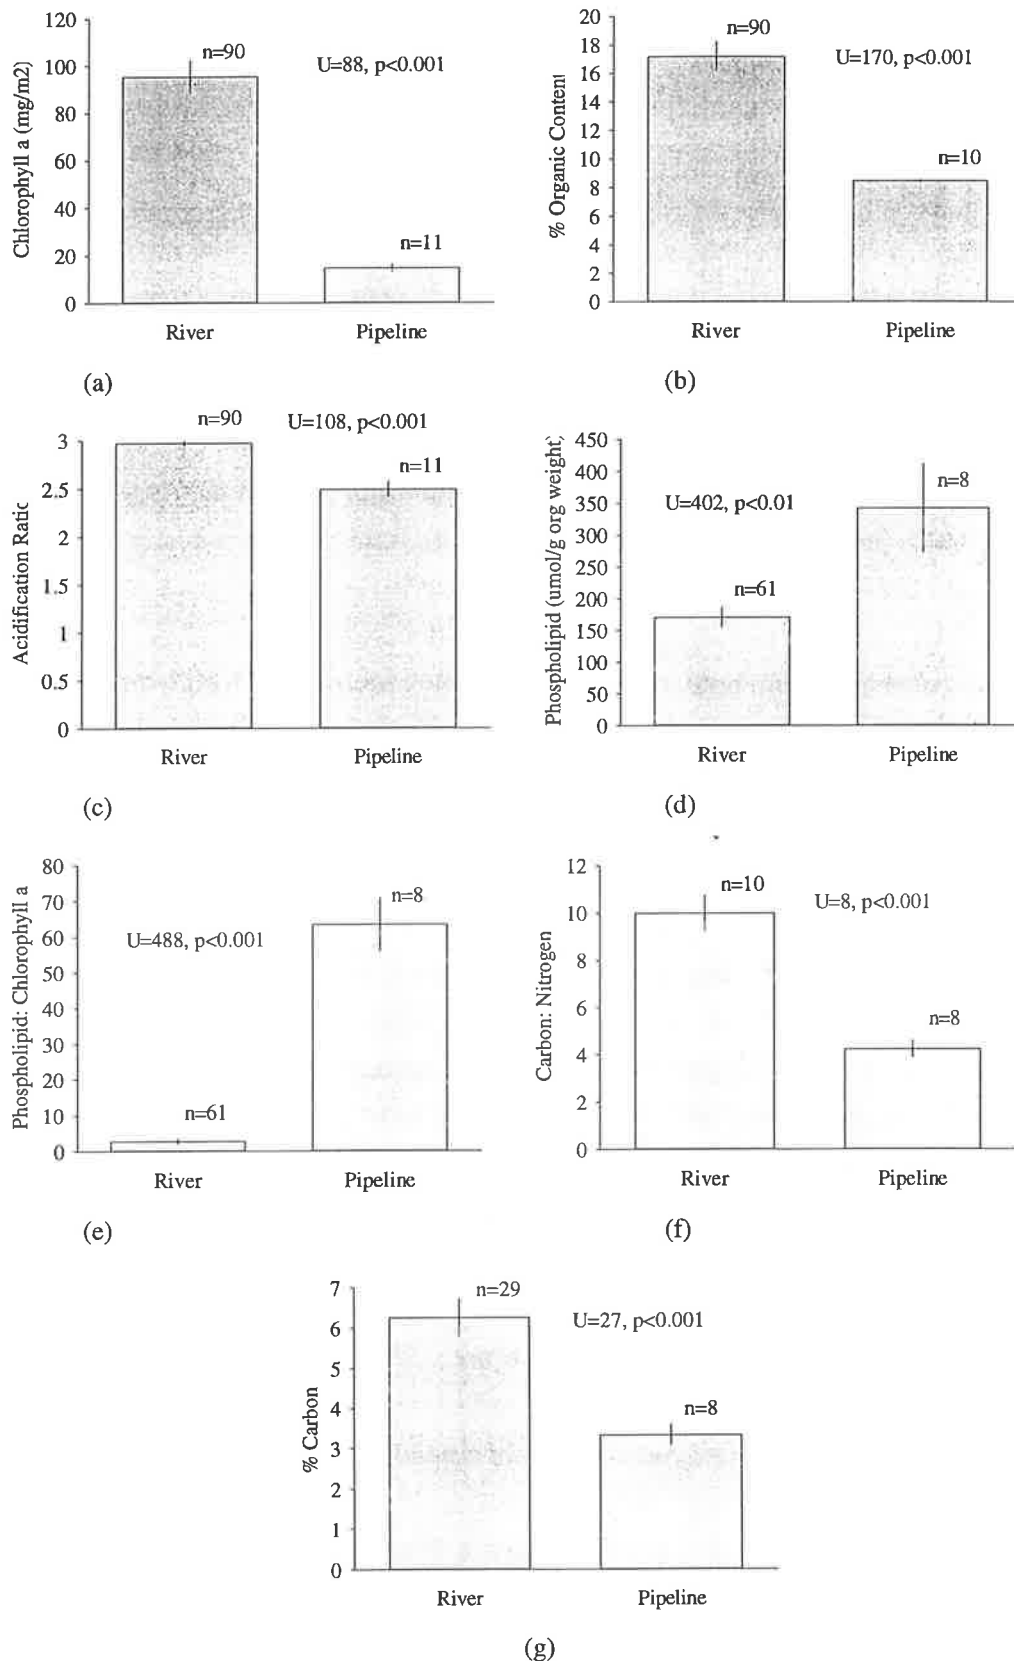 120
100
80
60
40
20
0
Chlorophyll a (mg/m2)
n=90
U=88, p<0.001
n=11
River
Pipeline
(a)
20
18
16
14
12
10
8
6
4
2
0
% Organic Content
n=90
U=170, p<0.001
n=10
River
Pipeline
(b)
3
2.5
2
1.5
1
0.5
0
Acidification Ratio
n=90
U=108, p<0.001
n=11
River
Pipeline
(c)
450
400
350
300
250
200
150
100
50
0
Phospholipid (umol/g org weight)
U=402, p<0.01
n=8
n=61
River
Pipeline
(d)
80
70
60
50
40
30
20
10
0
Phospholipid: Chlorophyll a
n=8
U=488, p<0.001
n=61
River
Pipeline
(e)
12
10
8
6
4
2
0
Carbon: Nitrogen
n=10
U=8, p<0.001
n=8
River
Pipeline
(f)
7
6
5
4
3
2
1
0
% Carbon
n=29
U=27, p<0.001
n=8
River
Pipeline
(g)